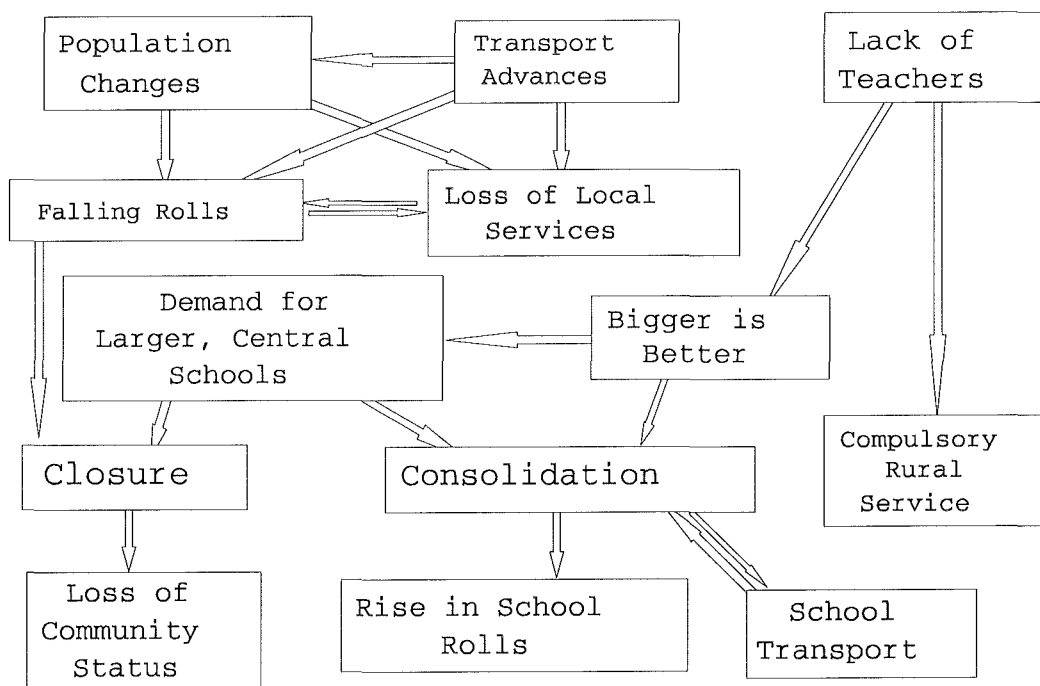 Population
Changes
Transport
Advances
Lack of
Teachers
Falling Rolls
Loss of Local
Services
Demand for
Larger, Central
Schools
Bigger is
Better
Closure
Consolidation
Compulsory
Rural
Service
Loss of
Community
Status
Rise in School
Rolls
School
Transport